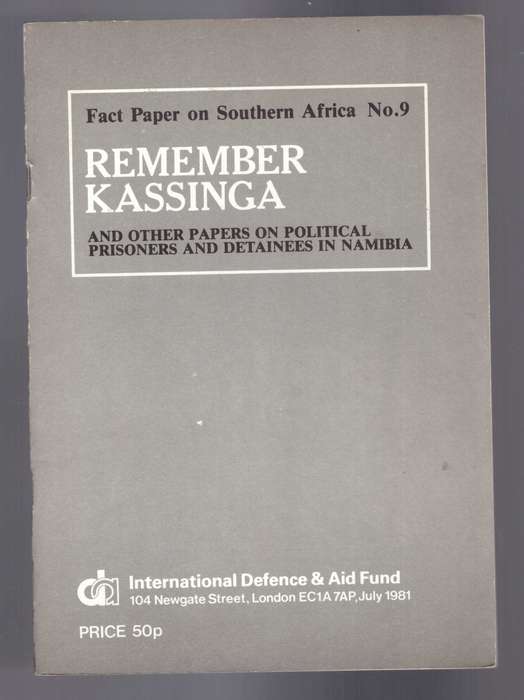 Fact Paper on Southern Africa No.9
REMEMBER
KASSINGA
AND OTHER PAPERS ON POLITICAL
PRISONERS AND DETAINEES IN NAMIBIA
International Defence & Aid Fund
104 Newgate Street, London EC1A 7AP, July 1981
PRICE 50p